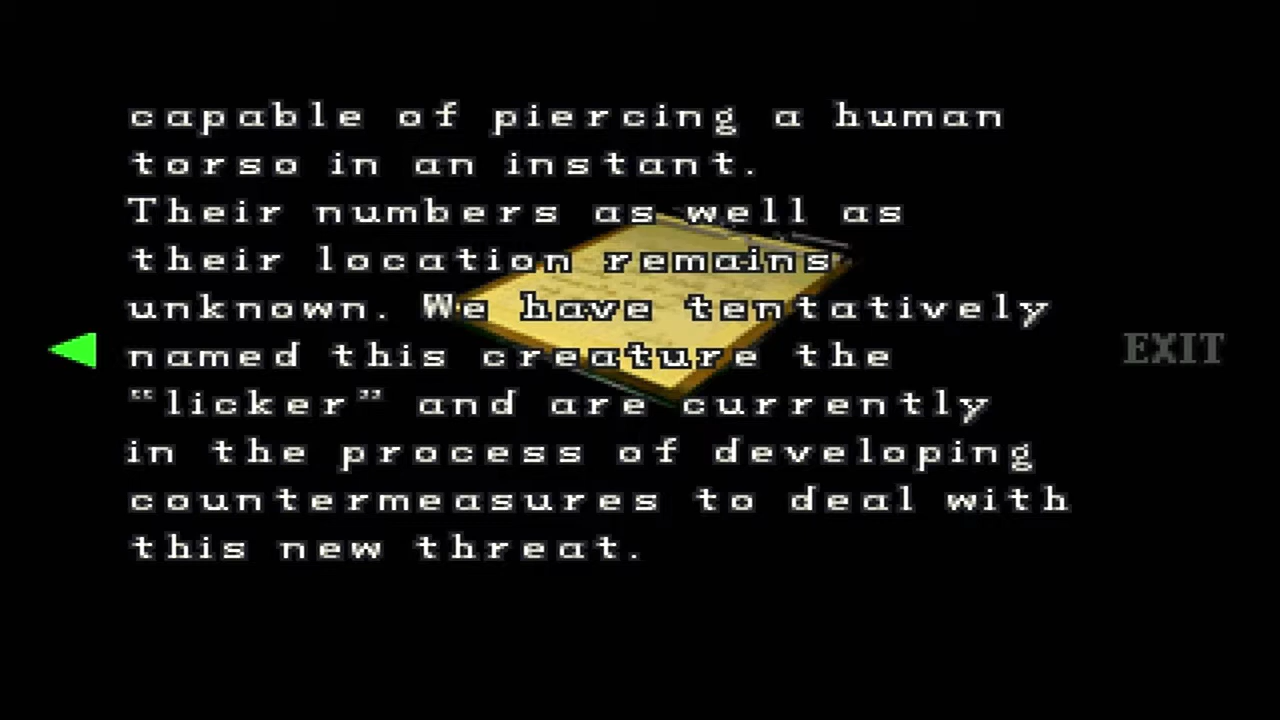 capable of piercing a human
torso in an instant.
Their numbers as well as
their location remains
unknown. We have tentatively
named this creature the
“licker” and are currently
in the process of developing
countermeasures to deal with
this new threat.
EXIT